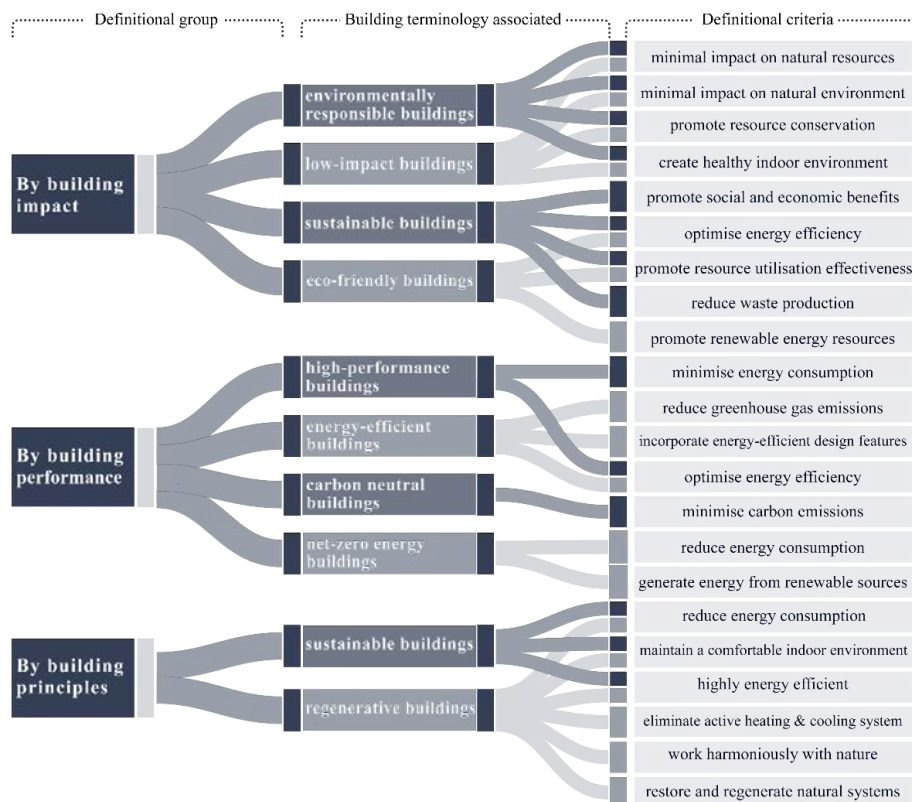 Definitional group
Building terminology associated
Definitional criteria
By building
impact
environmentally
responsible buildings
low-impact buildings
sustainable buildings
eco-friendly buildings
minimal impact on natural resources
minimal impact on natural environment
promote resource conservation
create healthy indoor environment
promote social and economic benefits
optimise energy efficiency
promote resource utilisation effectiveness
reduce waste production
promote renewable energy resources
By building
performance
high-performance
buildings
energy-efficient
buildings
carbon neutral
buildings
net-zero energy
buildings
minimise energy consumption
reduce greenhouse gas emissions
incorporate energy-efficient design features
optimise energy efficiency
minimise carbon emissions
reduce energy consumption
generate energy from renewable sources
By building
principles
sustainable buildings
regenerative buildings
reduce energy consumption
maintain a comfortable indoor environment
highly energy efficient
eliminate active heating & cooling system
work harmoniously with nature
restore and regenerate natural systems